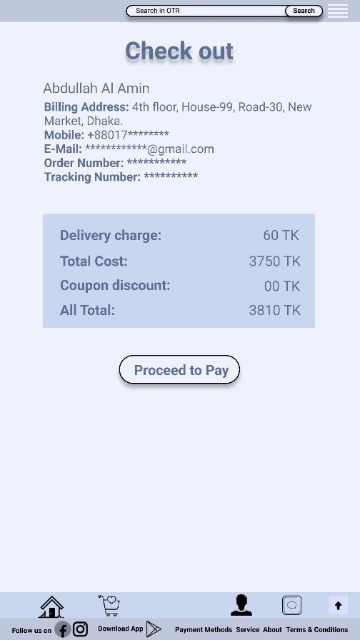 Search in OTR
Search
Check out
Abdullah Al Amin
Billing Address: 4th floor, House-99, Road-30, New
Market, Dhaka.
Mobile: +88017********
E-Mail: ************@gmail.com
Order Number: ***********
Tracking Number: **********
Delivery charge: 60 TK
Total Cost: 3750 TK
Coupon discount: 00 TK
All Total: 3810 TK
Proceed to Pay
Follow us on Download App Payment Methods Service About Terms & Conditions